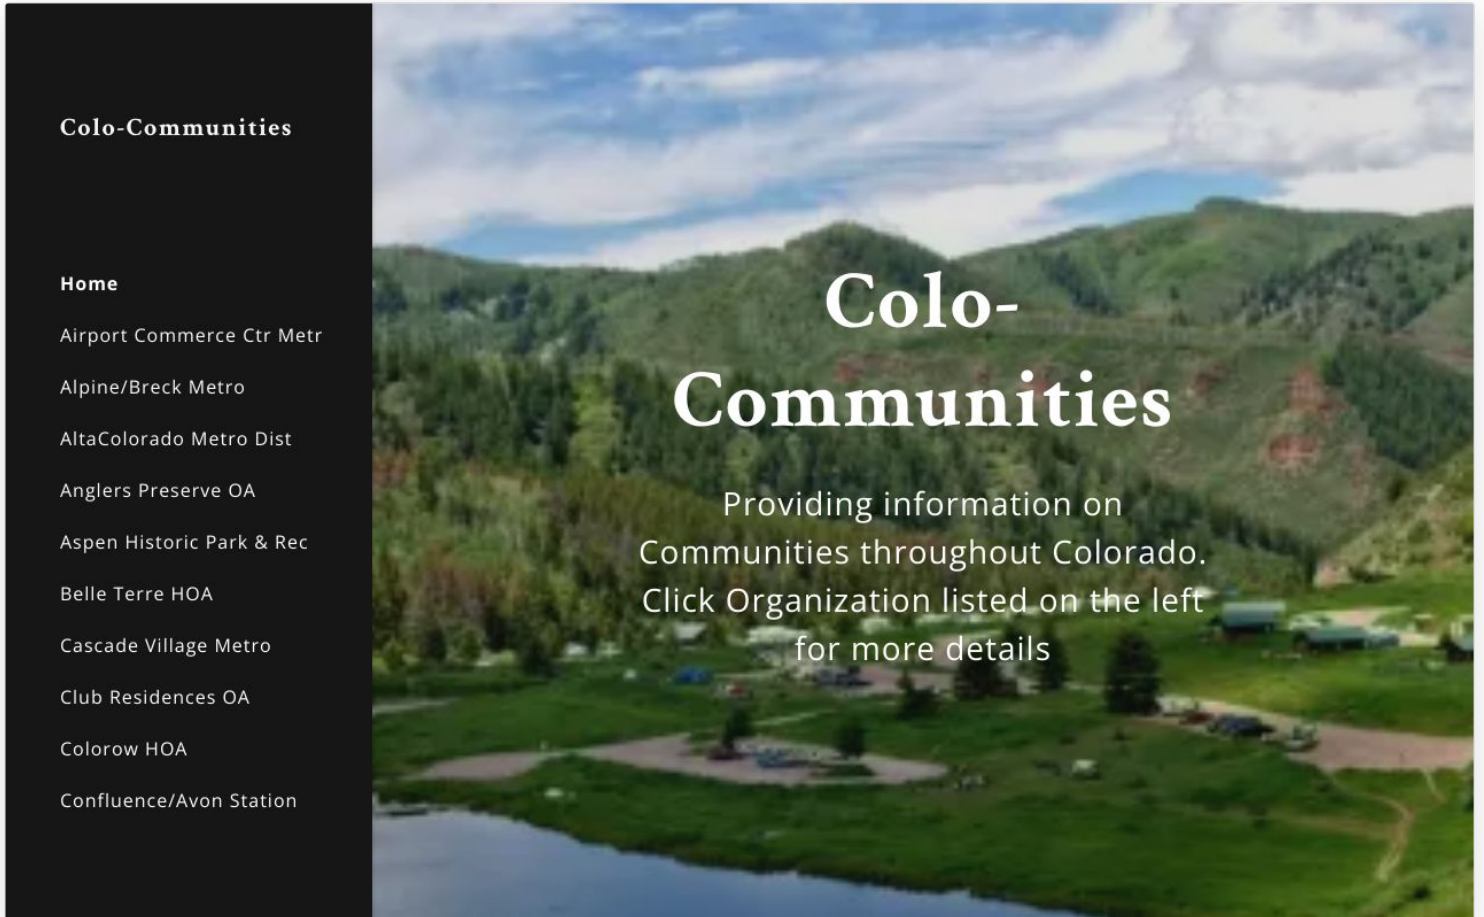 Colo-Communities
Home
Airport Commerce Ctr Metr
Alpine/Breck Metro
AltaColorado Metro Dist
Anglers Preserve OA
Aspen Historic Park & Rec
Belle Terre HOA
Cascade Village Metro
Club Residences OA
Colorow HOA
Confluence/Avon Station
Colo-
Communities
Providing information on
Communities throughout Colorado.
Click Organization listed on the left
for more details